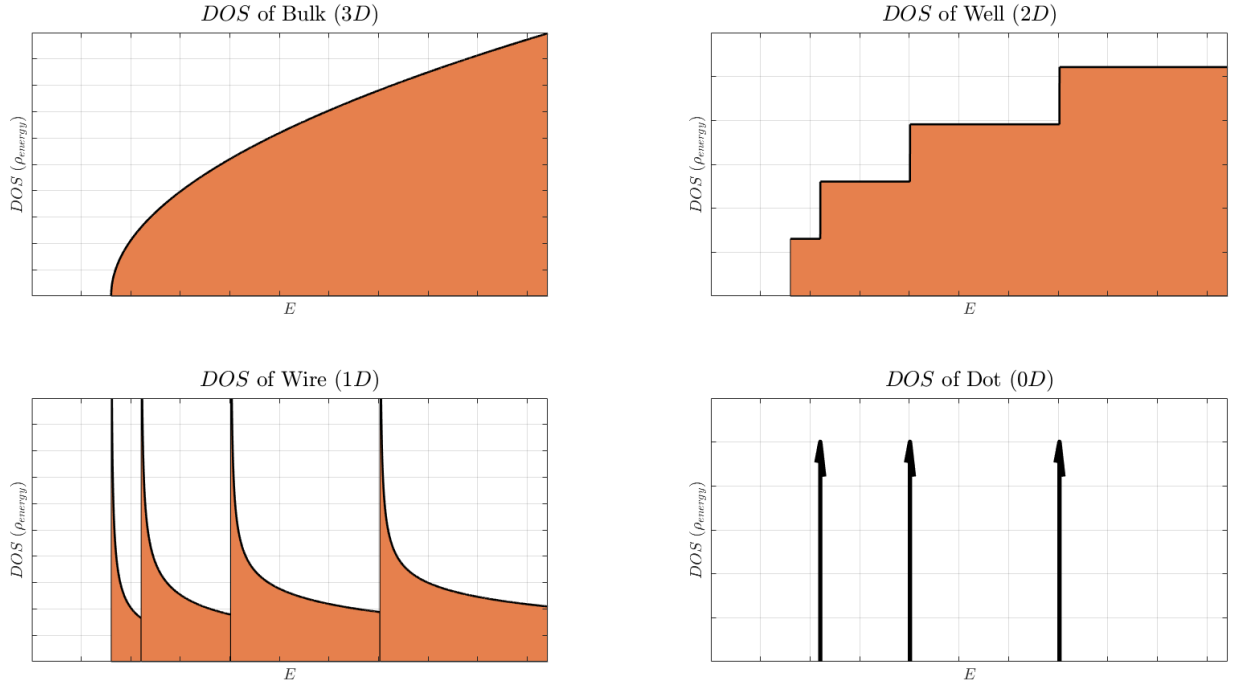 DOS of Bulk (3D)
DOS (ρenergy)
E
DOS of Well (2D)
DOS (ρenergy)
E
DOS of Wire (1D)
DOS (ρenergy)
E
DOS of Dot (0D)
DOS (ρenergy)
E